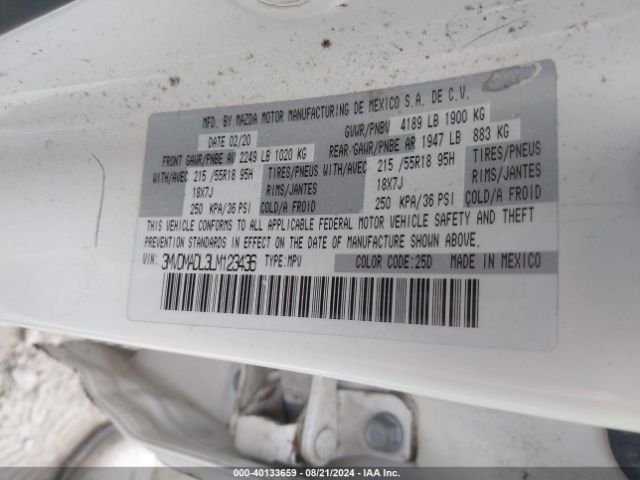 MFD. BY MAZDA MOTOR MANUFACTURING DE MEXICO S.A. DE C.V.
DATE 02/20 GVWR/PNBV 4189 LB 1900 KG
FRONT GAWR/PNBE AV 2249 LB 1020 KG REAR GAWR/PNBE AR 1947 LB 883 KG
WITH/AVEC 215 /55R18 95H TIRES/PNEUS WITH/AVEC 215 /55R18 95H TIRES/PNEUS
18X7J RIMS/JANTES 18X7J RIMS/JANTES
250 KPA/36 PSI COLD/A FROID 250 KPA/36 PSI COLD/A FROID
THIS VEHICLE CONFORMS TO ALL APPLICABLE FEDERAL MOTOR VEHICLE SAFETY AND THEFT
PREVENTION STANDARDS IN EFFECT ON THE DATE OF MANUFACTURE SHOWN ABOVE.
VIN: 3MVDMADL3LM123436 TYPE:MPV COLOR CODE:25D MADE IN MEXICO
000-40133659 - 08/21/2024 - IAA Inc.